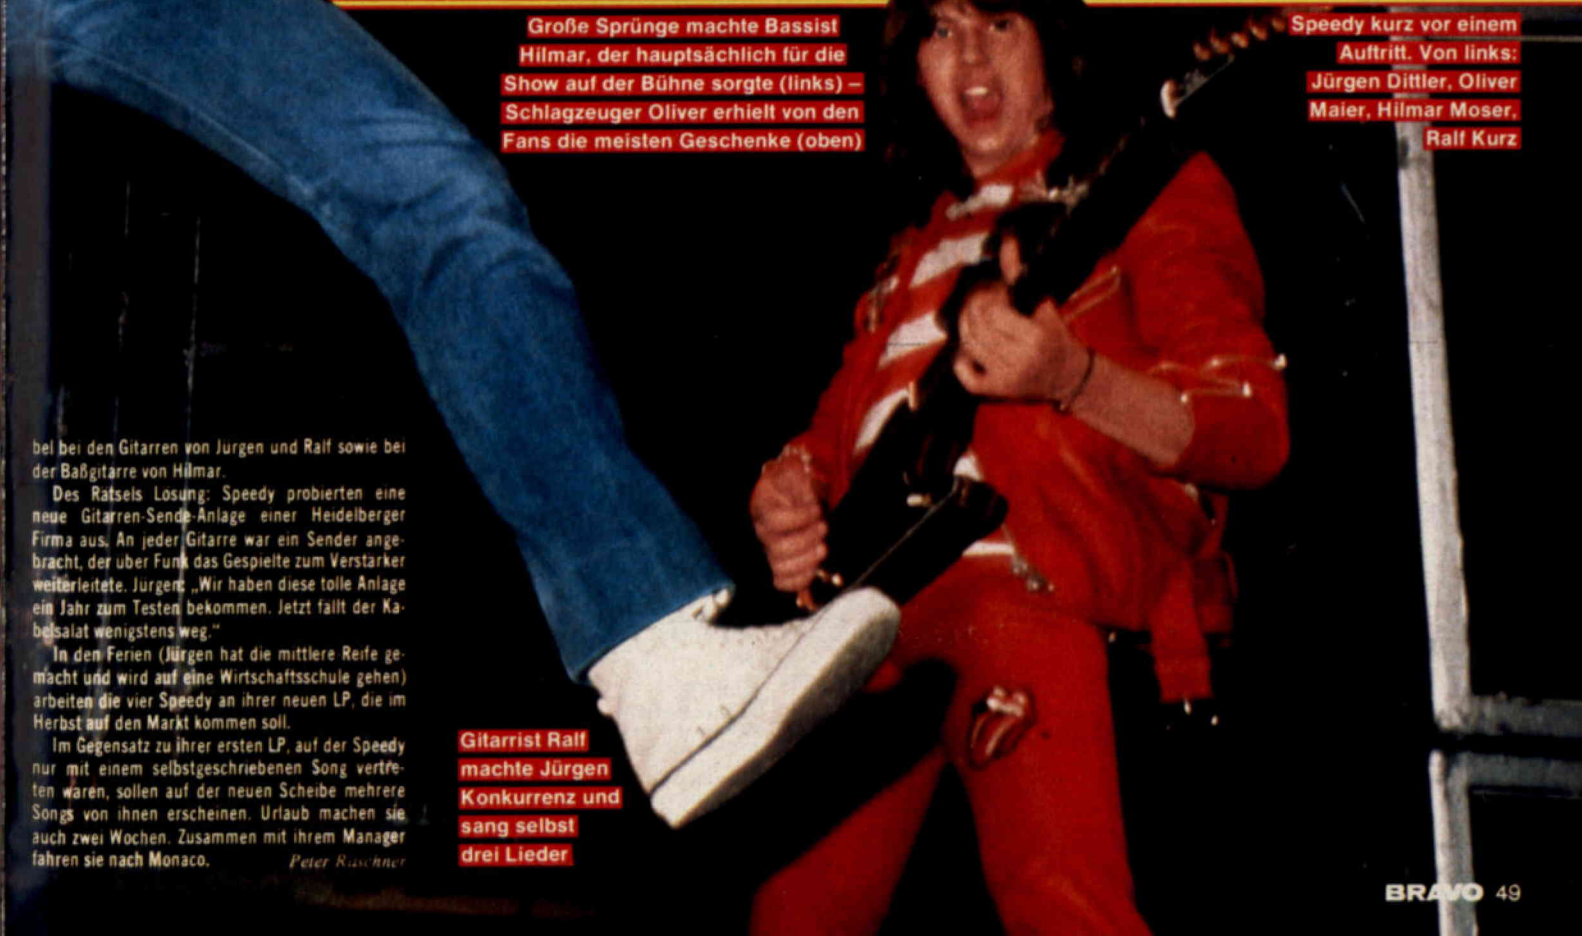 Große Sprünge machte Bassist
Hilmar, der hauptsächlich für die
Show auf der Bühne sorgte (links) –
Schlagzeuger Oliver erhielt von den
Fans die meisten Geschenke (oben)
Speedy kurz vor einem
Auftritt. Von links:
Jürgen Dittler, Oliver
Maier, Hilmar Moser,
Ralf Kurz
bel bei den Gitarren von Jürgen und Ralf sowie bei
der Baßgitarre von Hilmar.
Des Rätsels Lösung: Speedy probierten eine
neue Gitarren-Sende-Anlage einer Heidelberger
Firma aus. An jeder Gitarre war ein Sender ange-
bracht, der über Funk das Gespielte zum Verstärker
weiterleitete. Jürgen: „Wir haben diese tolle Anlage
ein Jahr zum Testen bekommen. Jetzt fällt der Ka-
belsalat wenigstens weg.“
In den Ferien (Jürgen hat die mittlere Reife ge-
macht und wird auf eine Wirtschaftsschule gehen)
arbeiten die vier Speedy an ihrer neuen LP, die im
Herbst auf den Markt kommen soll.
Im Gegensatz zu ihrer ersten LP, auf der Speedy
nur mit einem selbstgeschriebenen Song vertre-
ten waren, sollen auf der neuen Scheibe mehrere
Songs von ihnen erscheinen. Urlaub machen sie
auch zwei Wochen. Zusammen mit ihrem Manager
fahren sie nach Monaco.
Peter Raschner
Gitarrist Ralf
machte Jürgen
Konkurrenz und
sang selbst
drei Lieder
BRAVO 49